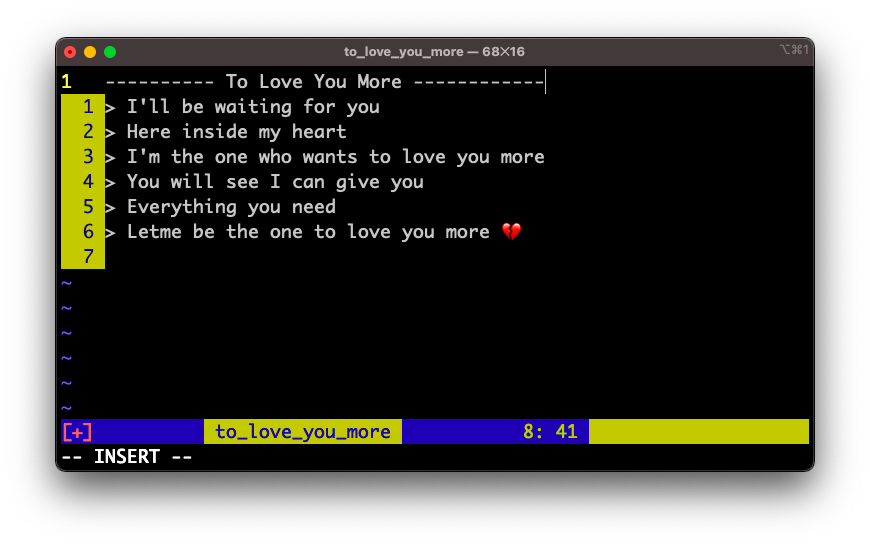 to_love_you_more — 68×16
⌥⌘1
1 ---------- To Love You More ------------
1 > I'll be waiting for you
2 > Here inside my heart
3 > I'm the one who wants to love you more
4 > You will see I can give you
5 > Everything you need
6 > Letme be the one to love you more 💔
7
~
~
~
~
~
~
[+] to_love_you_more 8: 41
-- INSERT --